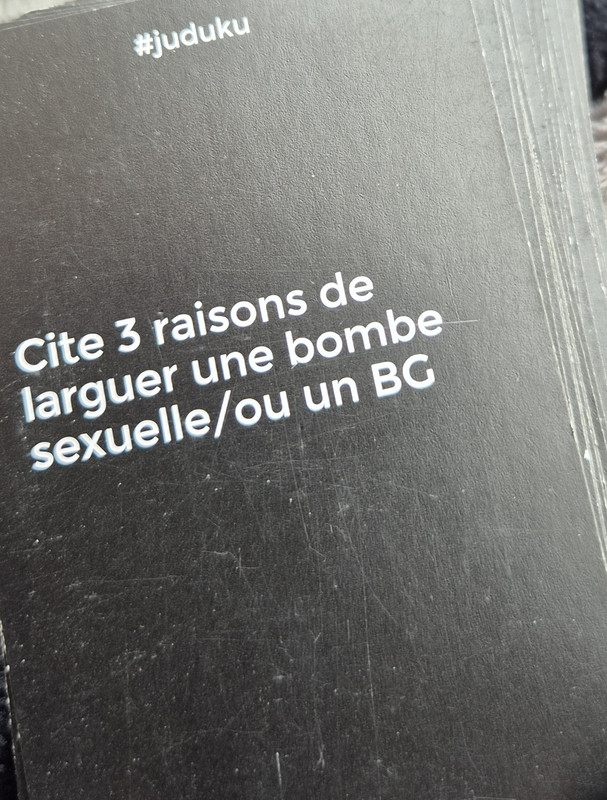 #juduku
Cite 3 raisons de
larguer une bombe
sexuelle/ou un BG